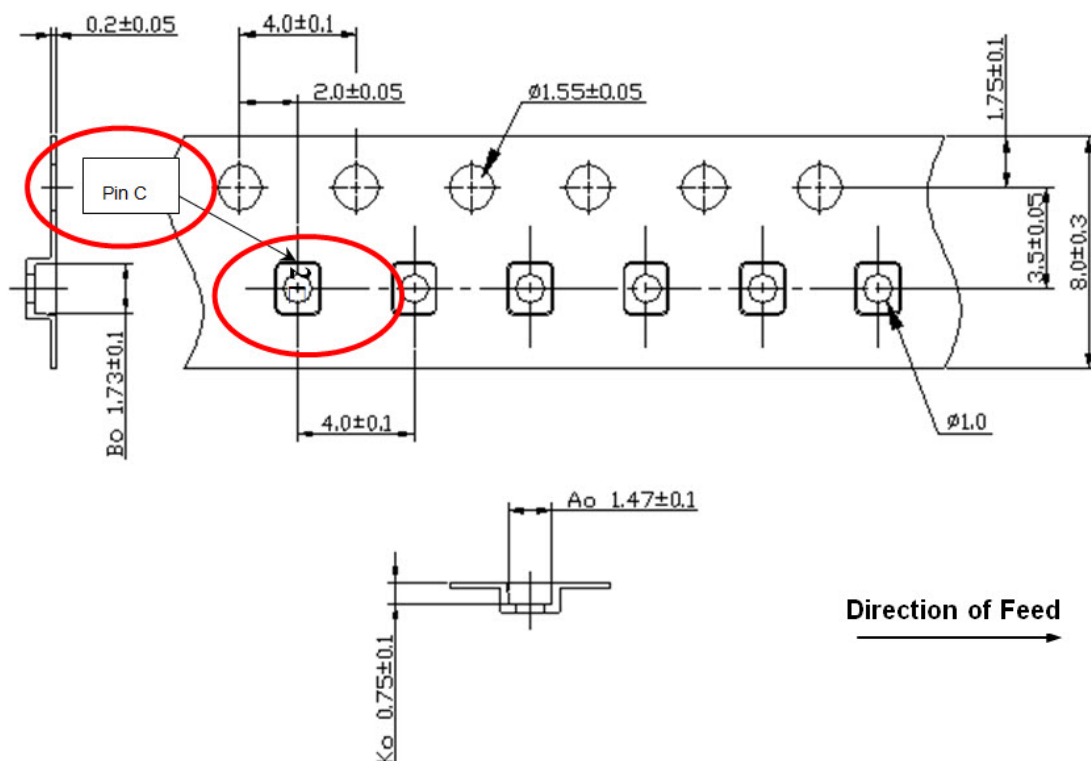 0.2±0.05
4.0±0.1
2.0±0.05
ø1.55±0.05
1.75±0.1
Pin C
3.5±0.05
8.0±0.3
Bo 1.73±0.1
4.0±0.1
ø1.0
Ao 1.47±0.1
Ko 0.75±0.1
Direction of Feed